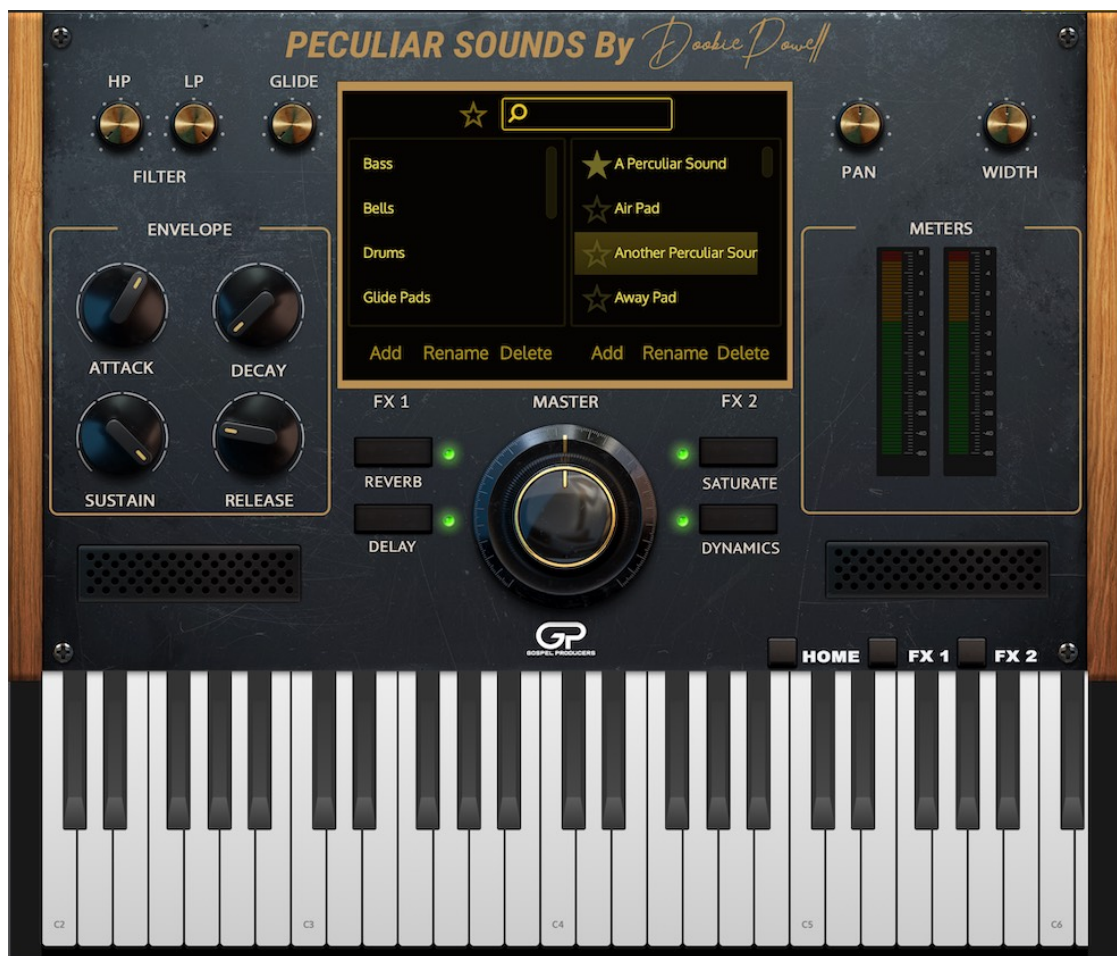 PECULIAR SOUNDS By Doobie Powell
HP LP GLIDE
FILTER
PAN WIDTH
Bass
Bells
Drums
Glide Pads
A Perculiar Sound
Air Pad
Another Perculiar Soun
Away Pad
Add Rename Delete
Add Rename Delete
ENVELOPE
ATTACK DECAY
SUSTAIN RELEASE
METERS
FX 1 MASTER FX 2
REVERB
DELAY
SATURATE
DYNAMICS
GP
GOSPEL PRODUCERS
HOME FX 1 FX 2
C2 C3 C4 C5 C6